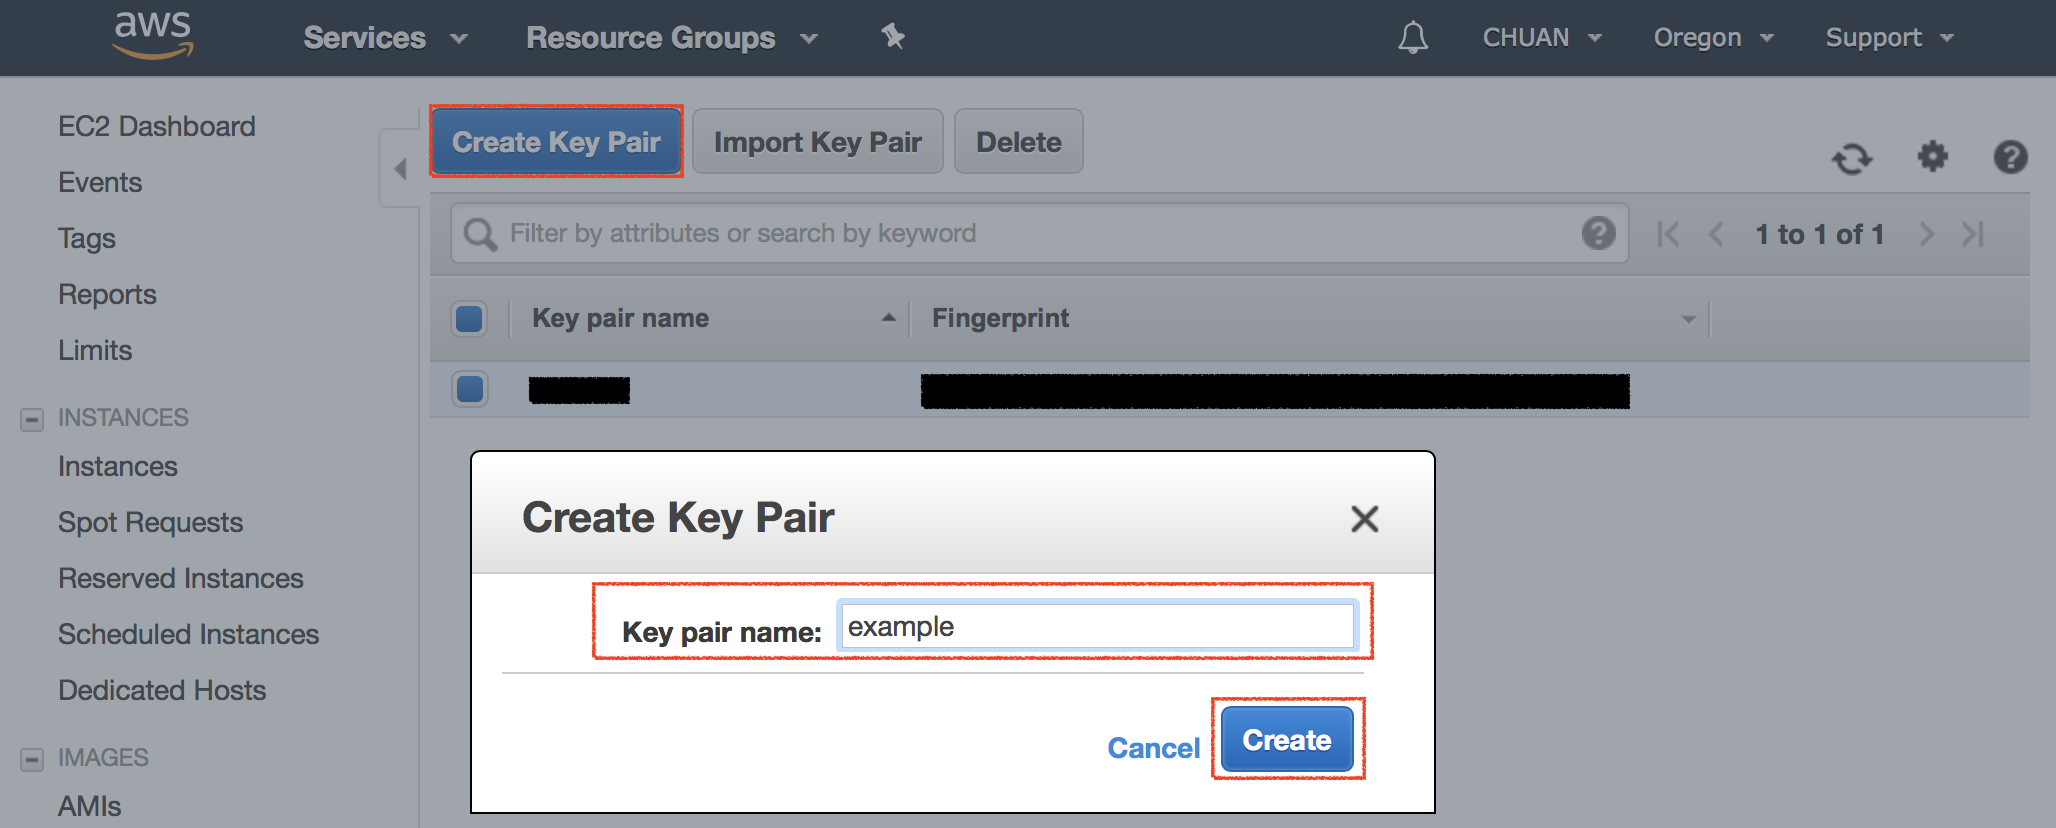 aws Services Resource Groups CHUAN Oregon Support
EC2 Dashboard
Events
Tags
Reports
Limits
INSTANCES
Instances
Spot Requests
Reserved Instances
Scheduled Instances
Dedicated Hosts
IMAGES
AMIs
Create Key Pair Import Key Pair Delete
Filter by attributes or search by keyword 1 to 1 of 1
Key pair name Fingerprint
Create Key Pair
Key pair name: example
Cancel Create